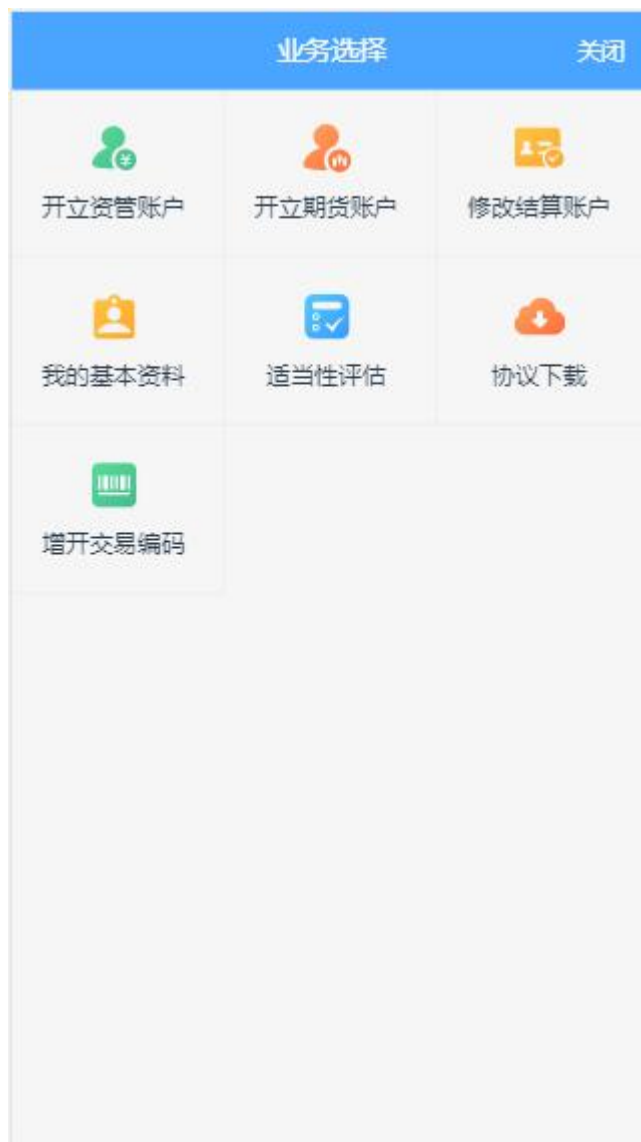 业务选择 关闭
开立资管账户 开立期货账户 修改结算账户
我的基本资料 适当性评估 协议下载
增开交易编码